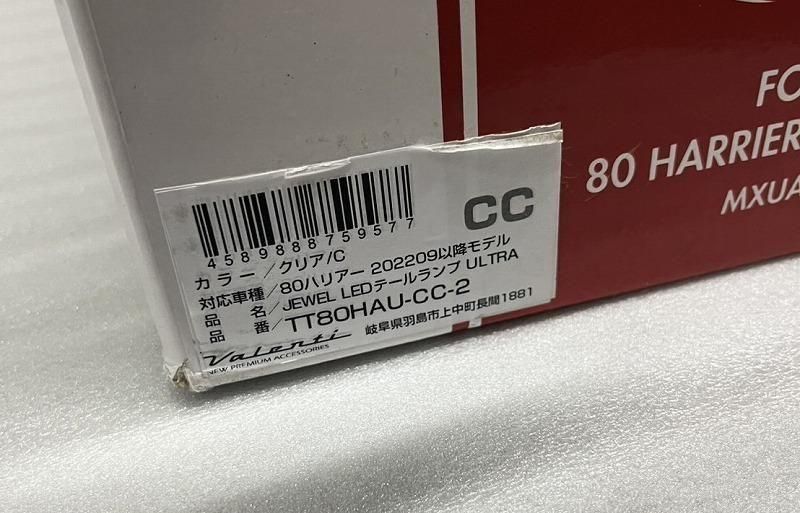 FO
80 HARRIER
MXUA
CC
4589888759577
カラー/クリア/C
対応車種/80ハリアー 202209以降モデル
品 名/JEWEL LEDテールランプ ULTRA
品 番/TT80HAU-CC-2
Valenti
NEW PREMIUM ACCESSORIES
岐阜県羽島市上中町長間1881